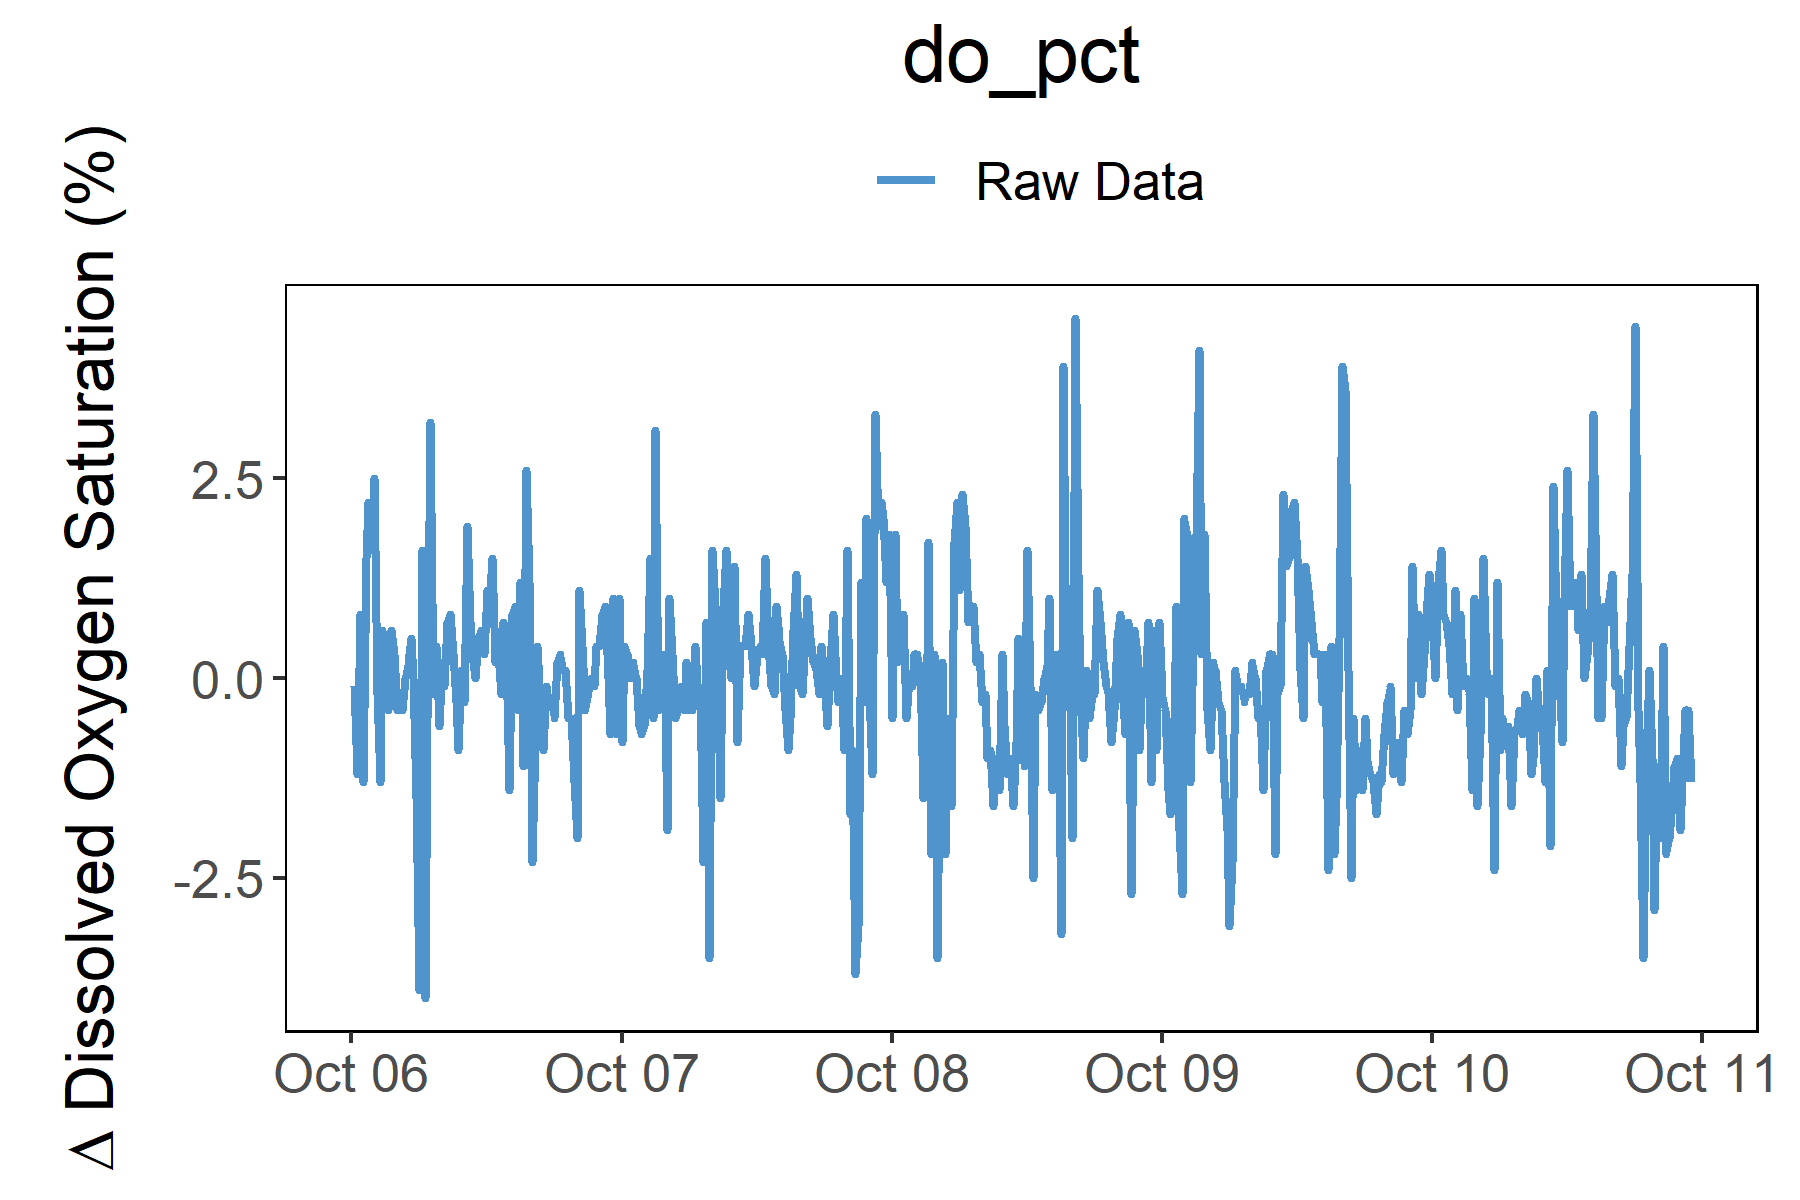 do_pct
Raw Data
Δ Dissolved Oxygen Saturation (%)
2.5
0.0
-2.5
Oct 06 Oct 07 Oct 08 Oct 09 Oct 10 Oct 11